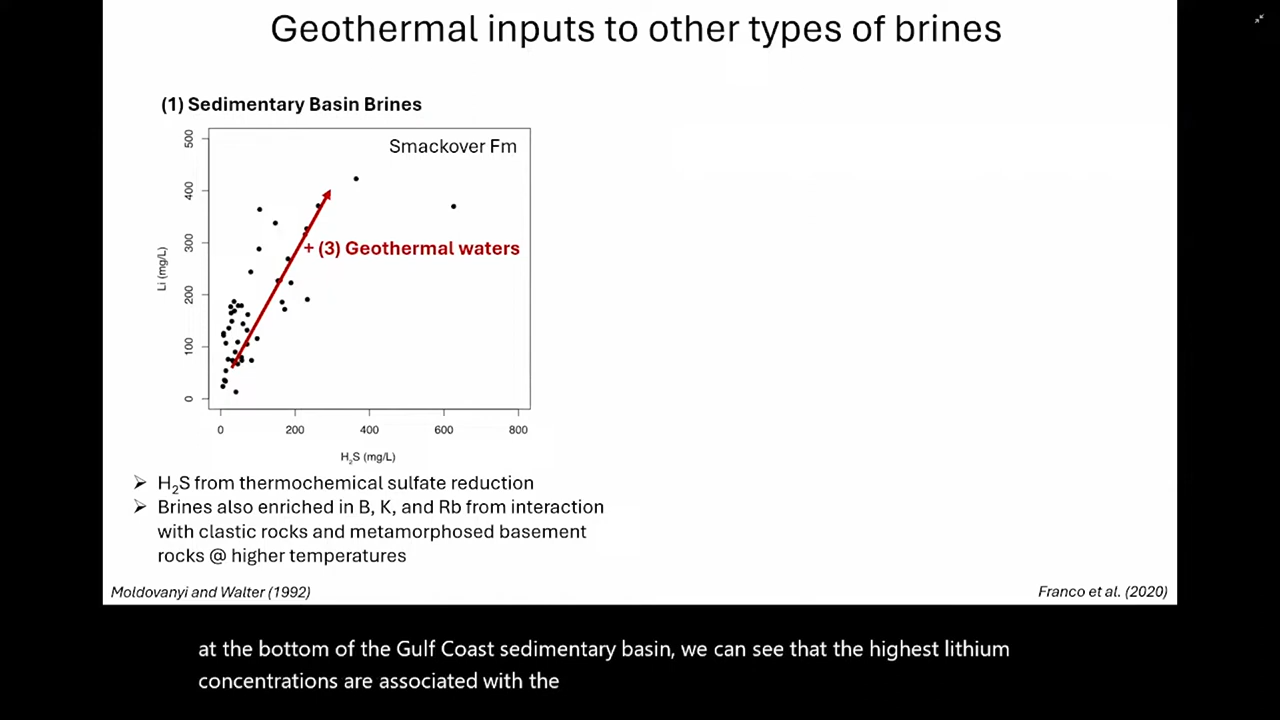 Geothermal inputs to other types of brines
(1) Sedimentary Basin Brines
Smackover Fm
+ (3) Geothermal waters
Li (mg/L)
500
400
300
200
100
0
0 200 400 600 800
H₂S (mg/L)
➢ H₂S from thermochemical sulfate reduction
➢ Brines also enriched in B, K, and Rb from interaction
with clastic rocks and metamorphosed basement
rocks @ higher temperatures
Moldovanyi and Walter (1992)
Franco et al. (2020)
at the bottom of the Gulf Coast sedimentary basin, we can see that the highest lithium
concentrations are associated with the